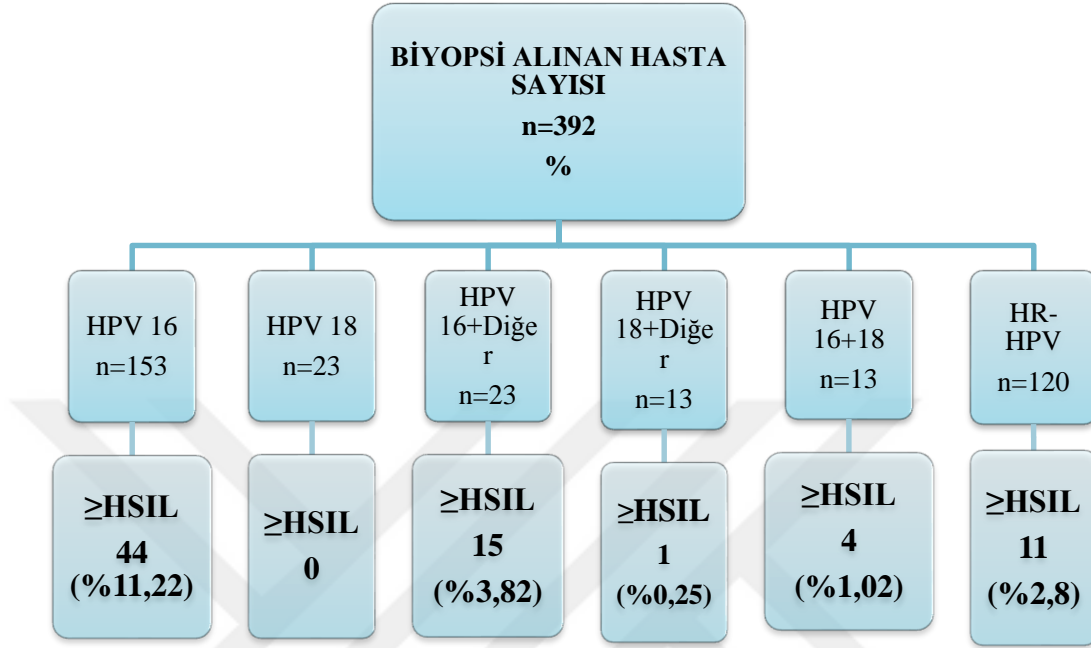 BİYOPSİ ALINAN HASTA
SAYISI
n=392
%
HPV 16
n=153
HPV 18
n=23
HPV
16+Diğe
r
n=23
HPV
18+Diğe
r
n=13
HPV
16+18
n=13
HR-
HPV
n=120
≥HSIL
44
(%11,22)
≥HSIL
0
≥HSIL
15
(%3,82)
≥HSIL
1
(%0,25)
≥HSIL
4
(%1,02)
≥HSIL
11
(%2,8)